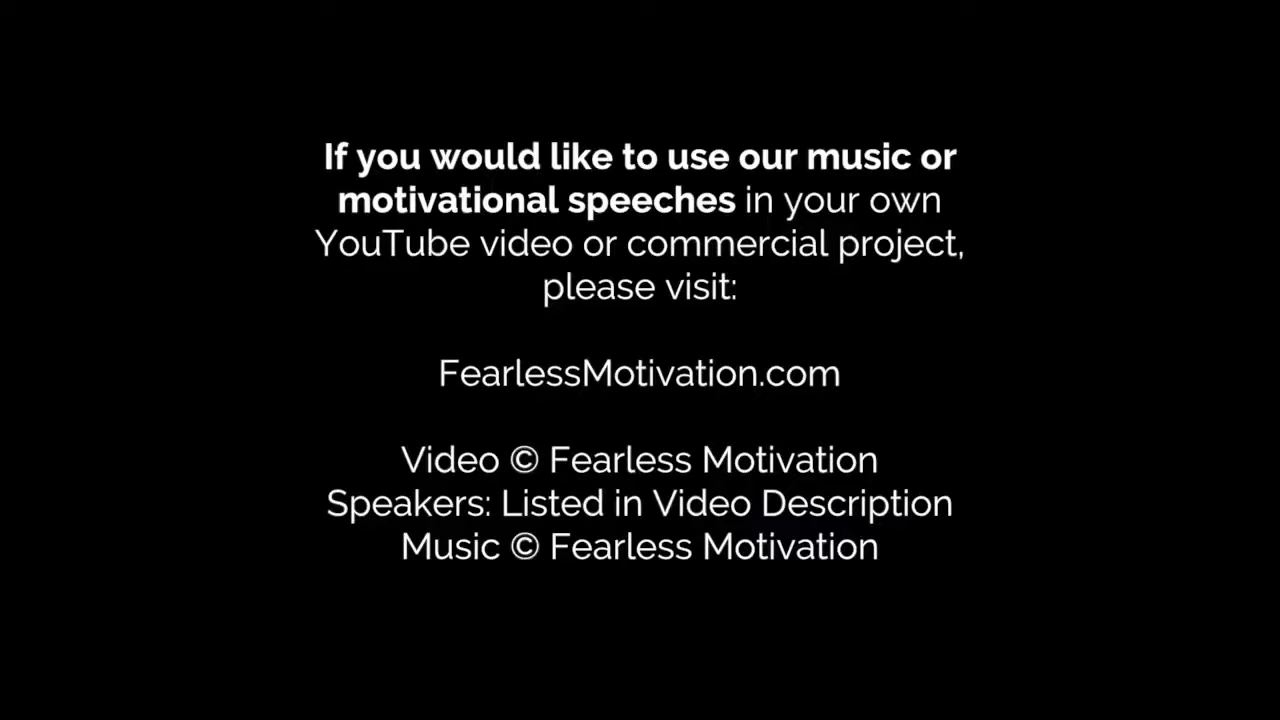 If you would like to use our music or
motivational speeches in your own
YouTube video or commercial project,
please visit:
FearlessMotivation.com
Video © Fearless Motivation
Speakers: Listed in Video Description
Music © Fearless Motivation